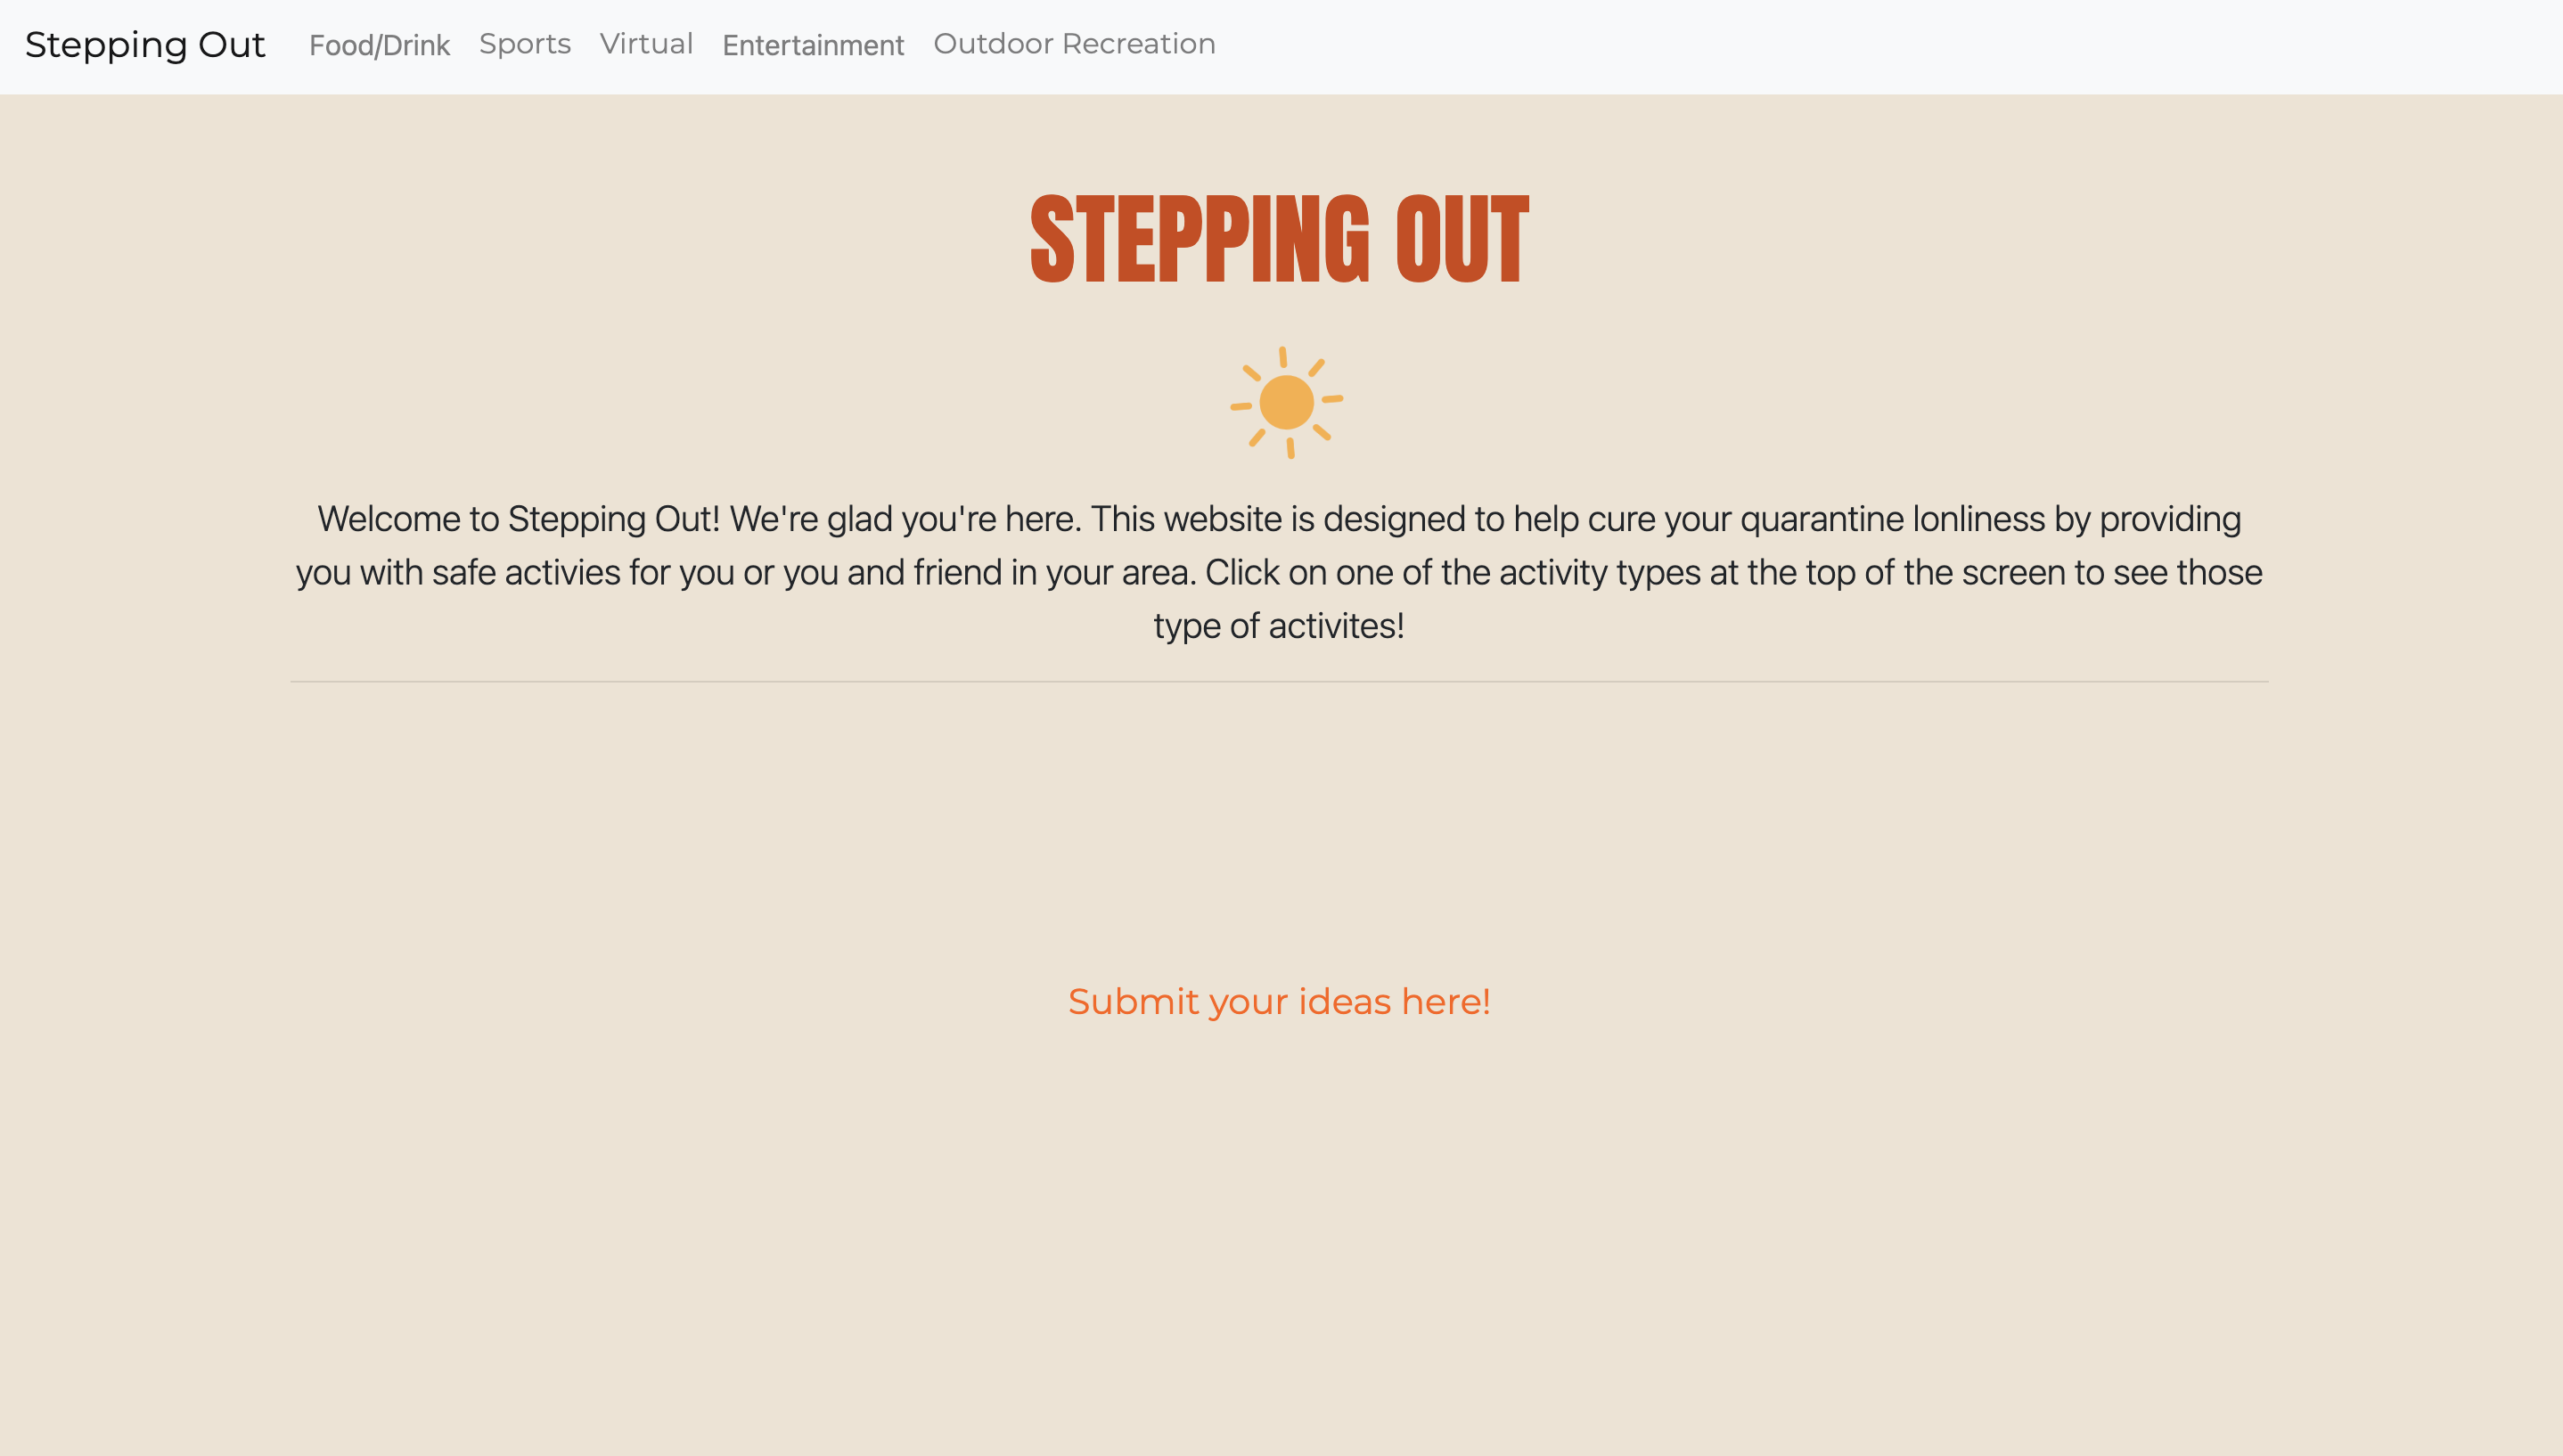 Stepping Out Food/Drink Sports Virtual Entertainment Outdoor Recreation
STEPPING OUT
Welcome to Stepping Out! We're glad you're here. This website is designed to help cure your quarantine lonliness by providing
you with safe activies for you or you and friend in your area. Click on one of the activity types at the top of the screen to see those
type of activites!
Submit your ideas here!